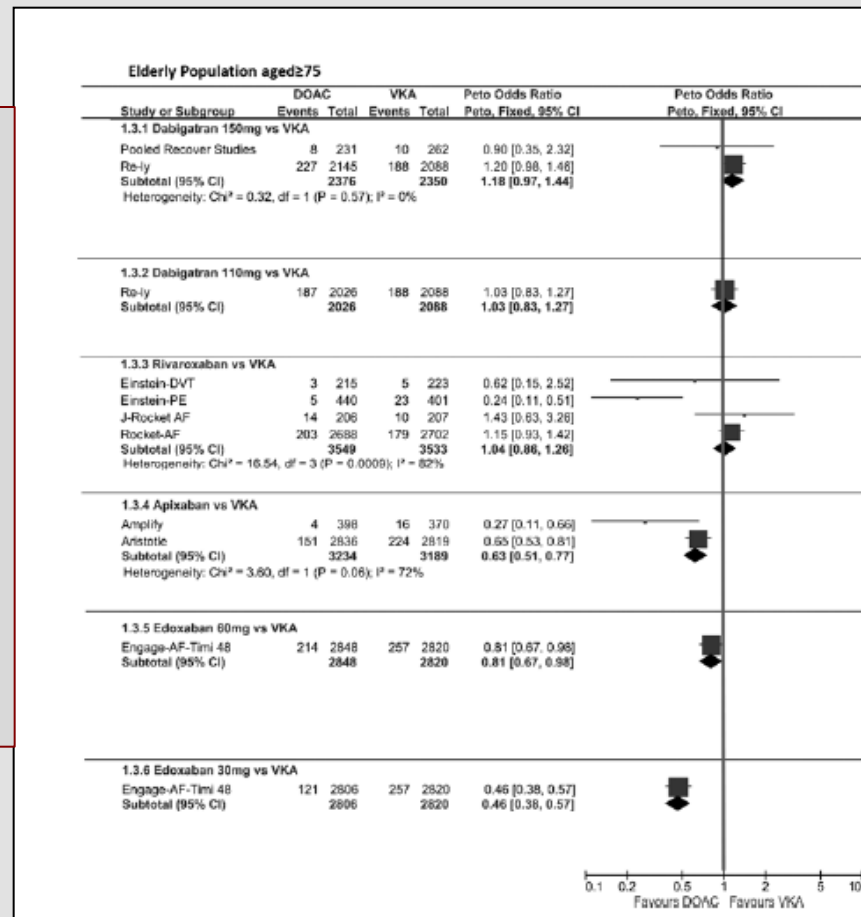 Elderly Population aged≥75
DOAC VKA Peto Odds Ratio Peto Odds Ratio
Study or Subgroup Events Total Events Total Peto, Fixed, 95% CI Peto, Fixed, 95% CI
1.3.1 Dabigatran 150mg vs VKA
Pooled Recover Studies 8 231 10 262 0.90 [0.35, 2.32]
Re-ly 227 2145 188 2088 1.20 [0.98, 1.46]
Subtotal (95% CI) 2376 2350 1.18 [0.97, 1.44]
Heterogeneity: Chi² = 0.32, df = 1 (P = 0.57); I² = 0%
1.3.2 Dabigatran 110mg vs VKA
Re-ly 187 2026 188 2088 1.03 [0.83, 1.27]
Subtotal (95% CI) 2026 2088 1.03 [0.83, 1.27]
1.3.3 Rivaroxaban vs VKA
Einstein-DVT 3 215 5 223 0.62 [0.15, 2.52]
Einstein-PE 5 440 23 401 0.24 [0.11, 0.51]
J-Rocket AF 14 206 10 207 1.43 [0.63, 3.26]
Rocket-AF 203 2688 179 2702 1.15 [0.93, 1.42]
Subtotal (95% CI) 3549 3533 1.04 [0.86, 1.26]
Heterogeneity: Chi² = 16.54, df = 3 (P = 0.0009); I² = 82%
1.3.4 Apixaban vs VKA
Amplify 4 398 16 370 0.27 [0.11, 0.66]
Aristotle 151 2836 224 2819 0.65 [0.53, 0.81]
Subtotal (95% CI) 3234 3189 0.63 [0.51, 0.77]
Heterogeneity: Chi² = 3.60, df = 1 (P = 0.06); I² = 72%
1.3.5 Edoxaban 60mg vs VKA
Engage-AF-Timi 48 214 2848 257 2820 0.81 [0.67, 0.98]
Subtotal (95% CI) 2848 2820 0.81 [0.67, 0.98]
1.3.6 Edoxaban 30mg vs VKA
Engage-AF-Timi 48 121 2806 257 2820 0.46 [0.38, 0.57]
Subtotal (95% CI) 2806 2820 0.46 [0.38, 0.57]
0.1 0.2 0.5 1 2 5 10
Favours DOAC Favours VKA